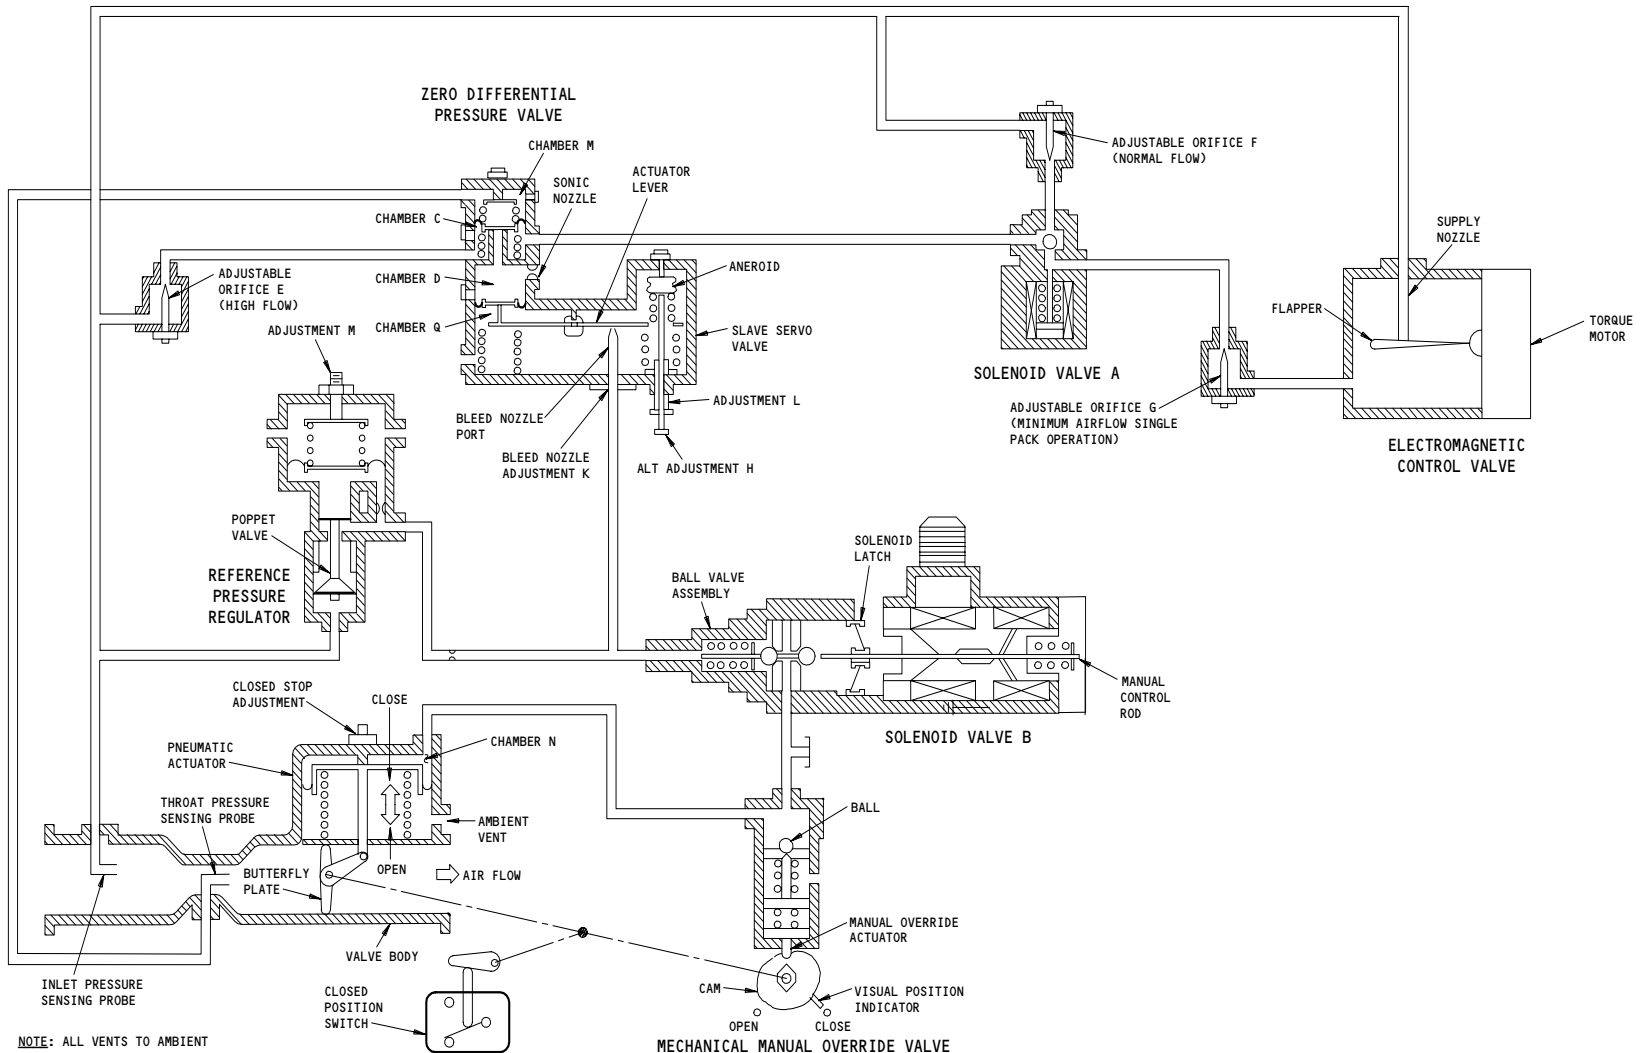 ZERO DIFFERENTIAL
PRESSURE VALVE
CHAMBER M
SONIC
NOZZLE
ACTUATOR
LEVER
ADJUSTABLE ORIFICE F
(NORMAL FLOW)
CHAMBER C
SUPPLY
NOZZLE
ADJUSTABLE
ORIFICE E
(HIGH FLOW)
CHAMBER D
ANEROID
FLAPPER
TORQUE
MOTOR
ADJUSTMENT M
CHAMBER Q
SLAVE SERVO
VALVE
SOLENOID VALVE A
BLEED NOZZLE
PORT
ADJUSTMENT L
ADJUSTABLE ORIFICE G
(MINIMUM AIRFLOW SINGLE
PACK OPERATION)
BLEED NOZZLE
ADJUSTMENT K
ALT ADJUSTMENT H
ELECTROMAGNETIC
CONTROL VALVE
POPPET
VALVE
SOLENOID
LATCH
REFERENCE
PRESSURE
REGULATOR
BALL VALVE
ASSEMBLY
CLOSED STOP
ADJUSTMENT
CLOSE
MANUAL
CONTROL
ROD
PNEUMATIC
ACTUATOR
CHAMBER N
SOLENOID VALVE B
THROAT PRESSURE
SENSING PROBE
AMBIENT
VENT
BALL
BUTTERFLY
PLATE
OPEN
AIR FLOW
VALVE BODY
MANUAL OVERRIDE
ACTUATOR
INLET PRESSURE
SENSING PROBE
CLOSED
POSITION
SWITCH
CAM
VISUAL POSITION
INDICATOR
OPEN
CLOSE
NOTE: ALL VENTS TO AMBIENT
MECHANICAL MANUAL OVERRIDE VALVE